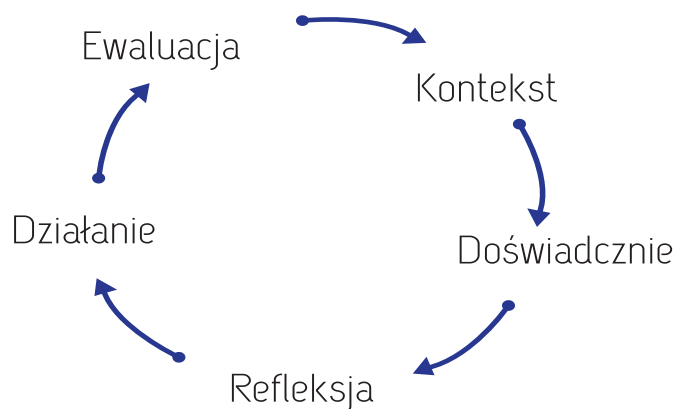 Ewaluacja
Kontekst
Działanie
Doświadcznie
Refleksja